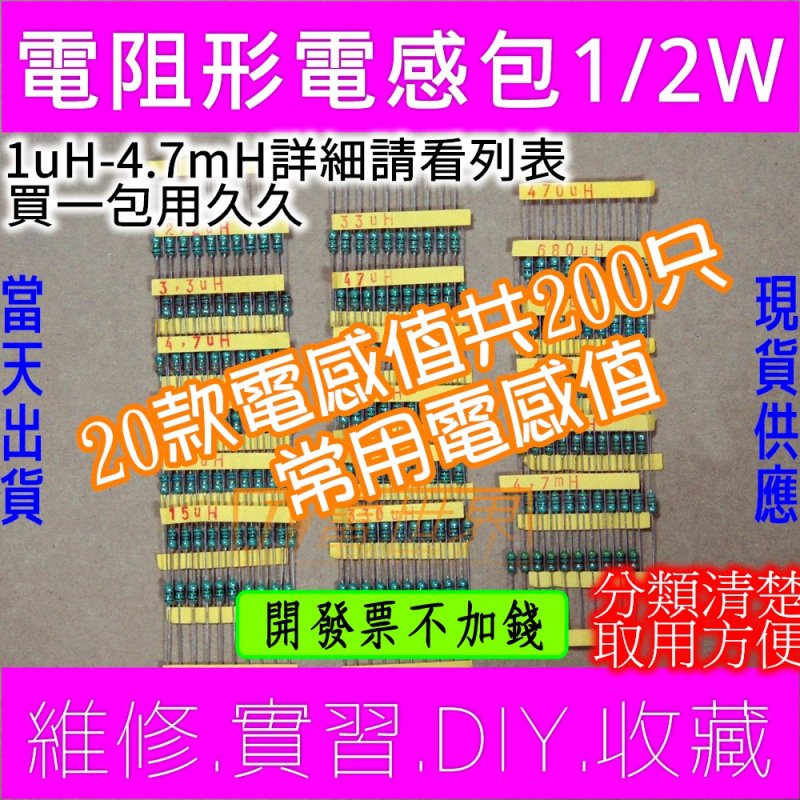 電阻形電感包1/2W
1uH-4.7mH詳細請看列表
買一包用久久
當天出貨
現貨供應
2,2uH
3,3uH
4,7uH
15uH
33uH
47uH
470uH
680uH
4.7mH
20款電感值共200只
常用電感值
開發票不加錢
分類清楚
取用方便
維修.實習.DIY.收藏